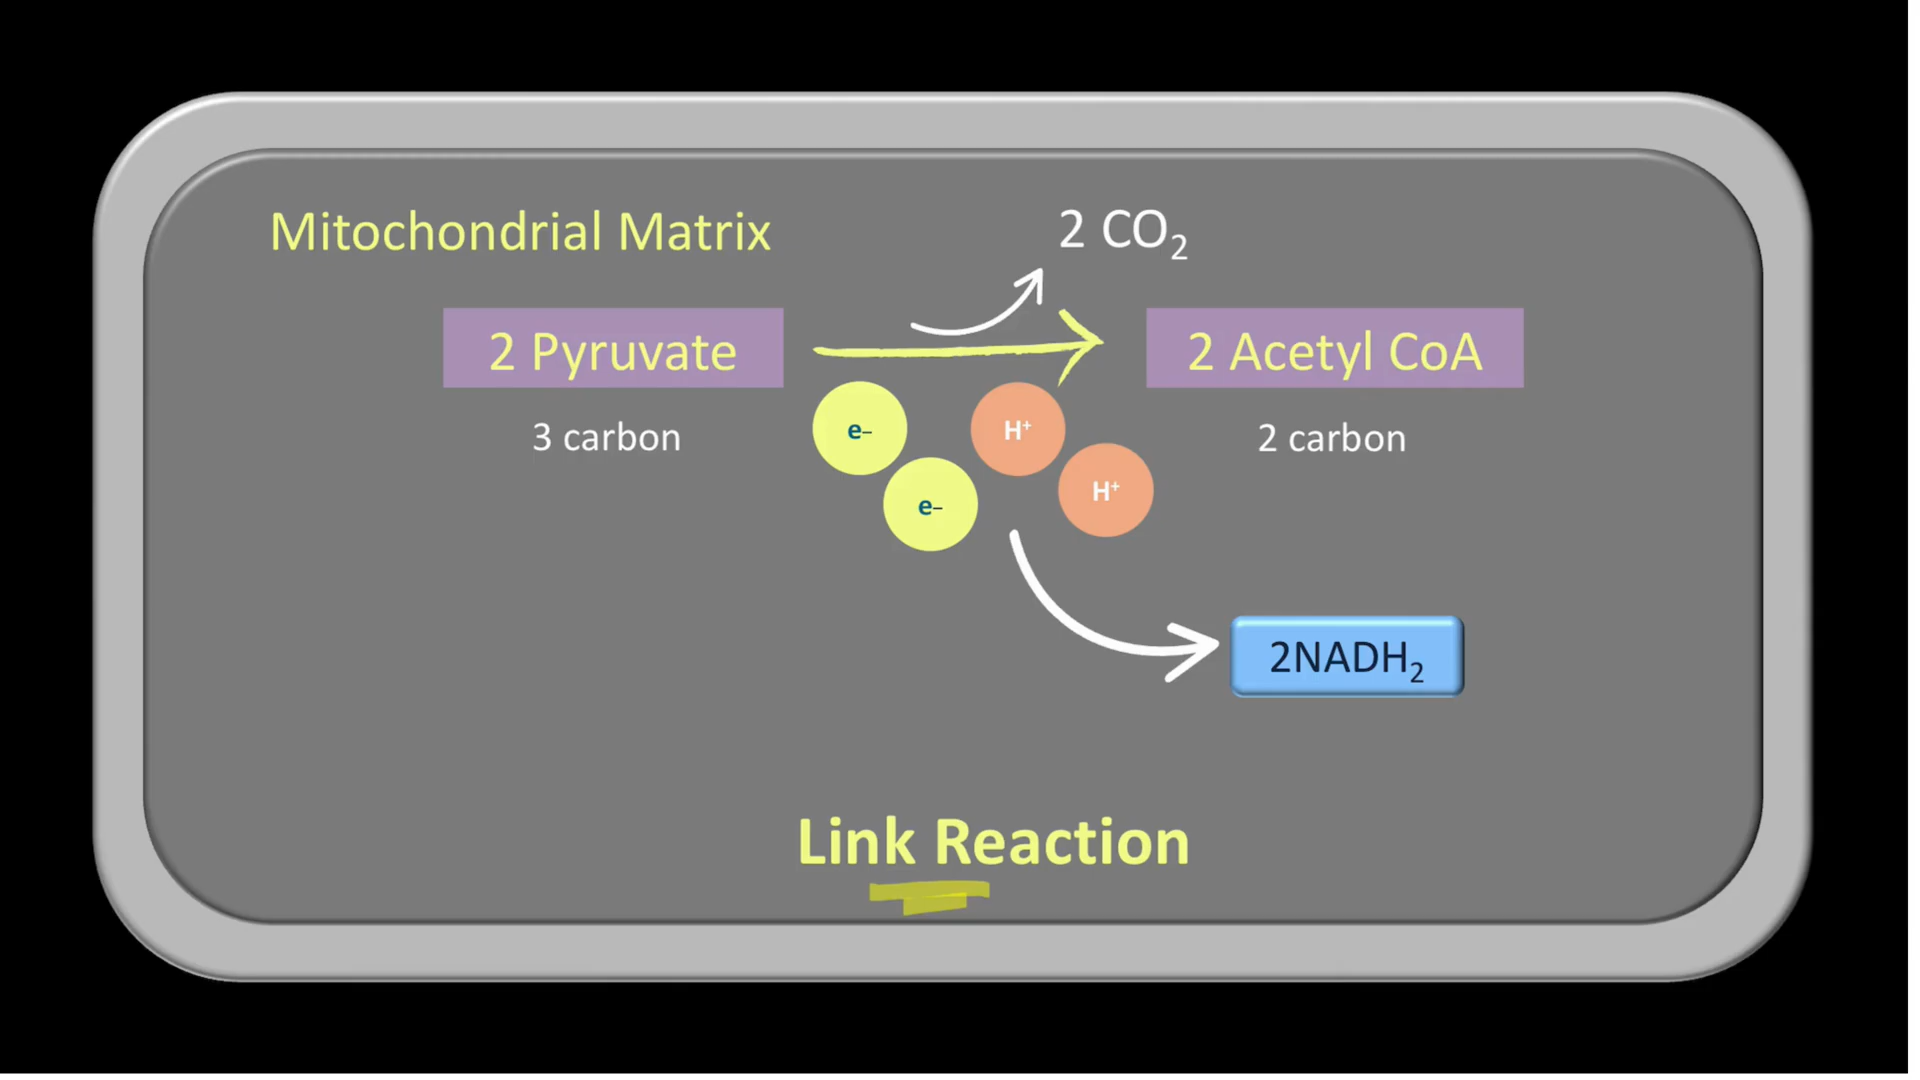 Mitochondrial Matrix
2 CO₂
2 Pyruvate
2 Acetyl CoA
3 carbon
2 carbon
e–
e–
H⁺
H⁺
2NADH₂
Link Reaction